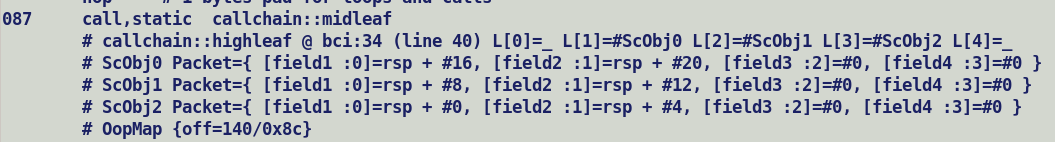 nop    # 1 bytes pad for loops and calls
087     call,static  callchain::midleaf
        # callchain::highleaf @ bci:34 (line 40) L[0]=_ L[1]=#ScObj0 L[2]=#ScObj1 L[3]=#ScObj2 L[4]=_
        # ScObj0 Packet={ [field1 :0]=rsp + #16, [field2 :1]=rsp + #20, [field3 :2]=#0, [field4 :3]=#0 }
        # ScObj1 Packet={ [field1 :0]=rsp + #8, [field2 :1]=rsp + #12, [field3 :2]=#0, [field4 :3]=#0 }
        # ScObj2 Packet={ [field1 :0]=rsp + #0, [field2 :1]=rsp + #4, [field3 :2]=#0, [field4 :3]=#0 }
        # OopMap {off=140/0x8c}